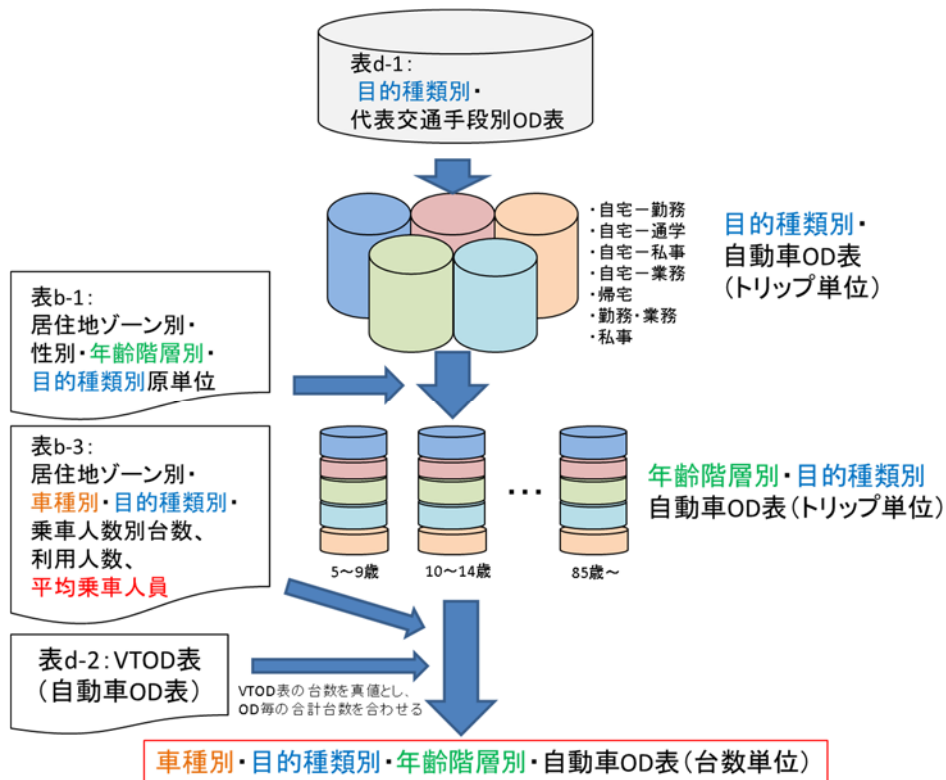 表d-1:
目的種類別・
代表交通手段別OD表
・自宅－勤務
・自宅－通学
・自宅－私事
・自宅－業務
・帰宅
・勤務・業務
・私事
目的種類別・
自動車OD表
(トリップ単位)
表b-1:
居住地ゾーン別・
性別・年齢階層別・
目的種類別原単位
表b-3:
居住地ゾーン別・
車種別・目的種類別・
乗車人数別台数、
利用人数、
平均乗車人員
・・・
5～9歳
10～14歳
85歳～
年齢階層別・目的種類別
自動車OD表(トリップ単位)
表d-2:VTOD表
(自動車OD表)
VTOD表の台数を真値とし、
OD毎の合計台数を合わせる
車種別・目的種類別・年齢階層別・自動車OD表(台数単位)